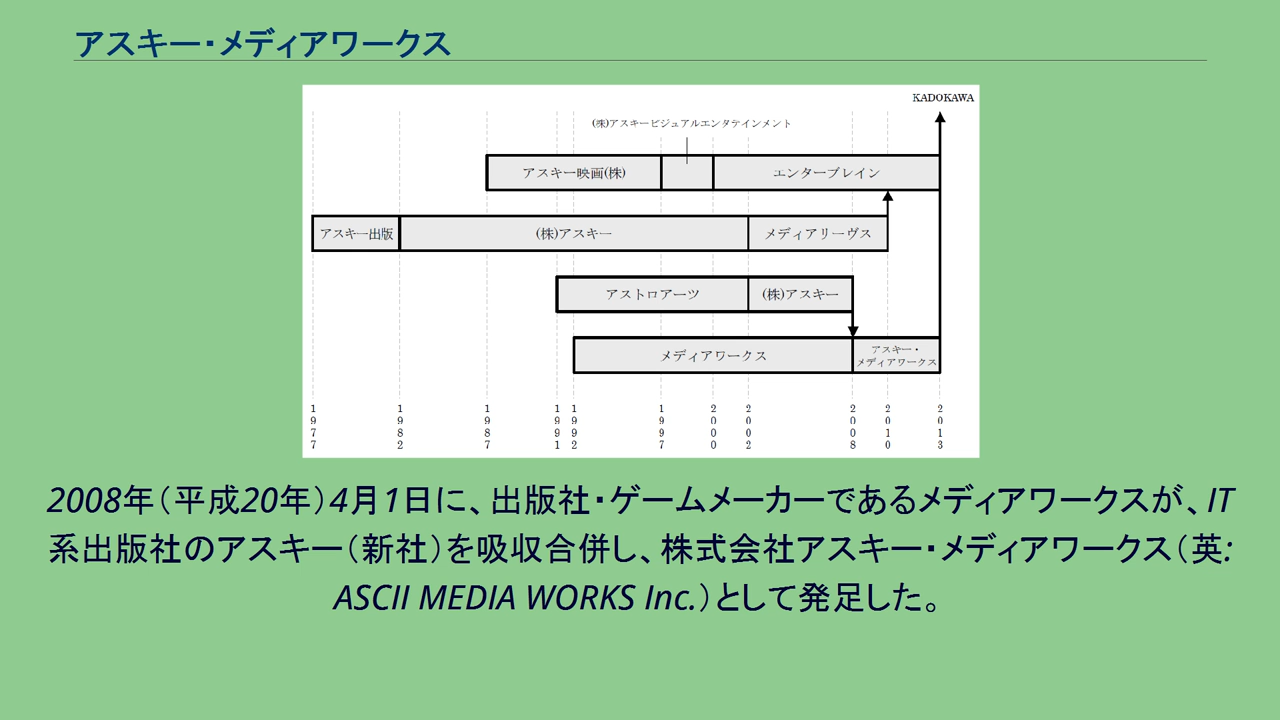 アスキー・メディアワークス
KADOKAWA
(株)アスキービジュアルエンタテインメント
アスキー映画(株)
エンターブレイン
アスキー出版
(株)アスキー
メディアリーヴス
アストロアーツ
(株)アスキー
メディアワークス
アスキー・
メディアワークス
1977
1982
1987
1991
1992
1997
2000
2002
2008
2010
2013
2008年（平成20年）4月1日に、出版社・ゲームメーカーであるメディアワークスが、IT
系出版社のアスキー（新社）を吸収合併し、株式会社アスキー・メディアワークス（英:
ASCII MEDIA WORKS Inc.）として発足した。